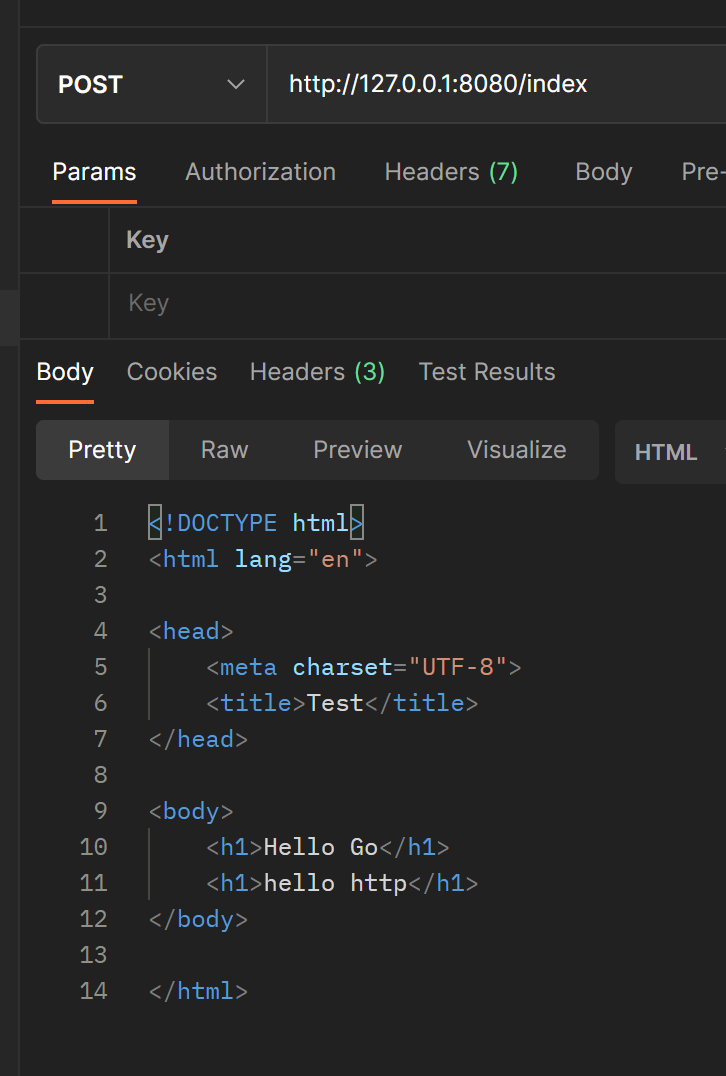 POST http://127.0.0.1:8080/index
Params Authorization Headers (7) Body Pre-
Key
Key
Body Cookies Headers (3) Test Results
Pretty Raw Preview Visualize HTML
1 <!DOCTYPE html>
2 <html lang="en">
3
4 <head>
5 <meta charset="UTF-8">
6 <title>Test</title>
7 </head>
8
9 <body>
10 <h1>Hello Go</h1>
11 <h1>hello http</h1>
12 </body>
13
14 </html>